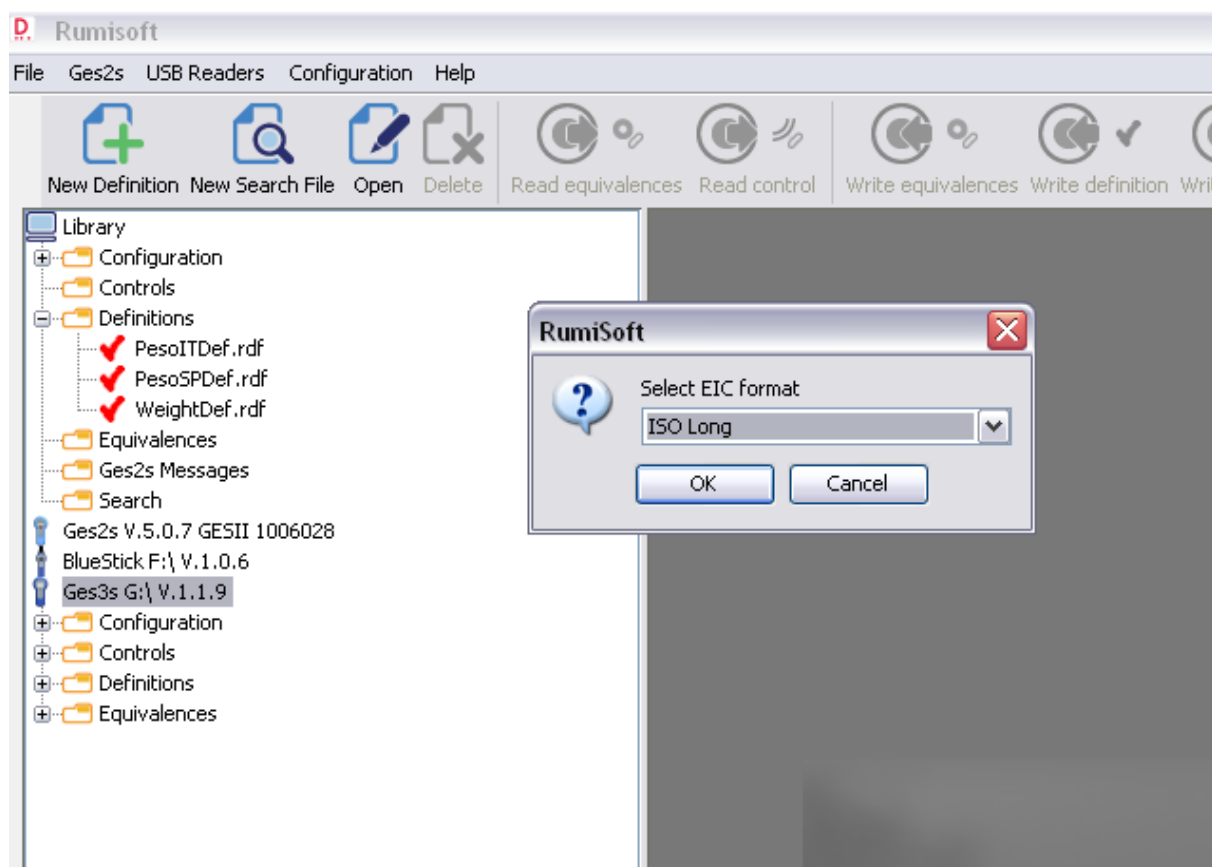 D.
Rumisoft
File Ges2s USB Readers Configuration Help
New Definition New Search File Open Delete Read equivalences Read control Write equivalences Write definition
Library
Configuration
Controls
Definitions
PesoITDef.rdf
PesoSPDef.rdf
WeightDef.rdf
Equivalences
Ges2s Messages
Search
Ges2s V.5.0.7 GESII 1006028
BlueStick F:\ V.1.0.6
Ges3s G:\ V.1.1.9
Configuration
Controls
Definitions
Equivalences
RumiSoft
Select EIC format
ISO Long
OK Cancel